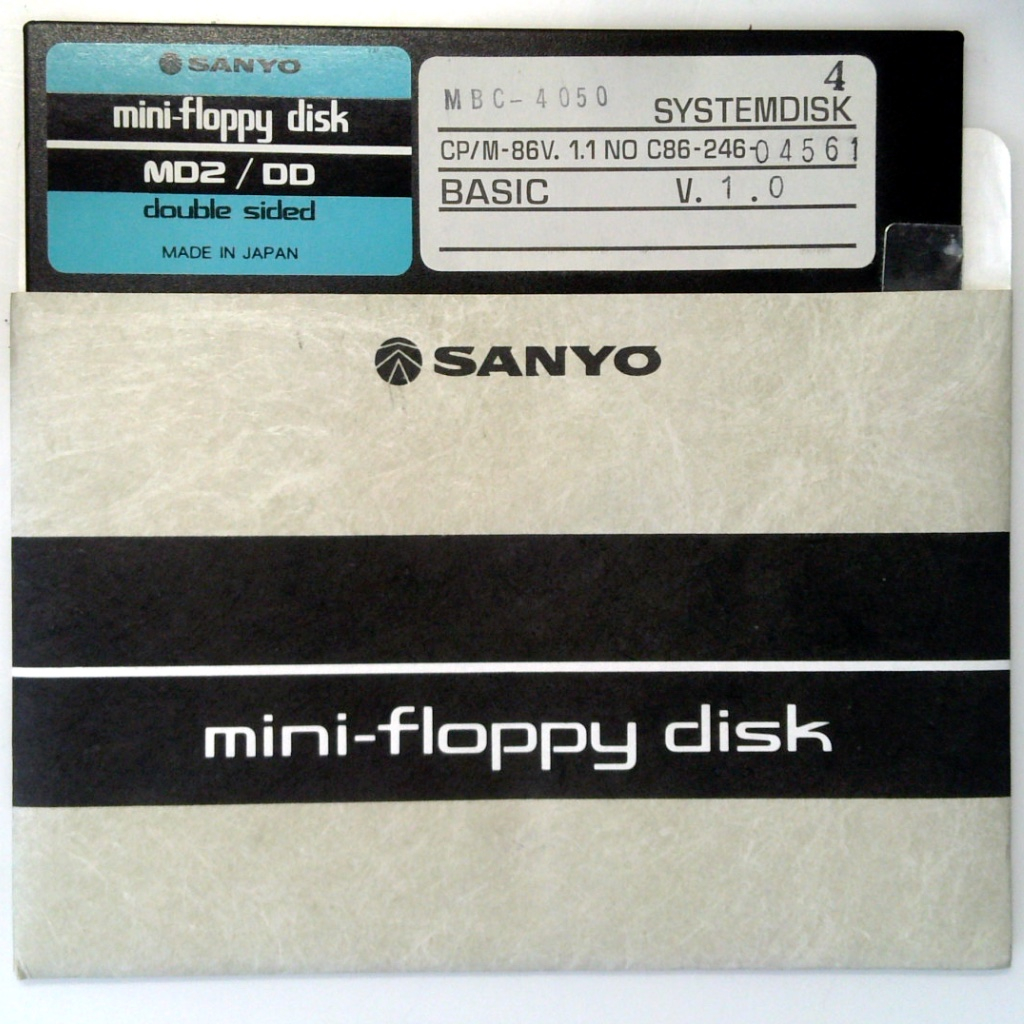 SANYO
mini-floppy disk
MD2 / DD
double sided
MADE IN JAPAN
4
MBC-4050 SYSTEMDISK
CP/M-86V. 1.1 NO C86-246-04561
BASIC V. 1.0
SANYO
mini-floppy disk